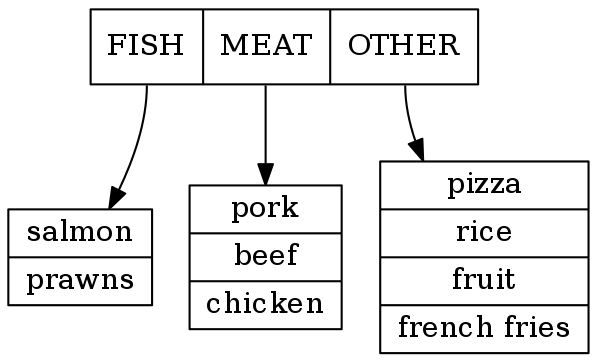 FISH MEAT OTHER
salmon
prawns
pork
beef
chicken
pizza
rice
fruit
french fries